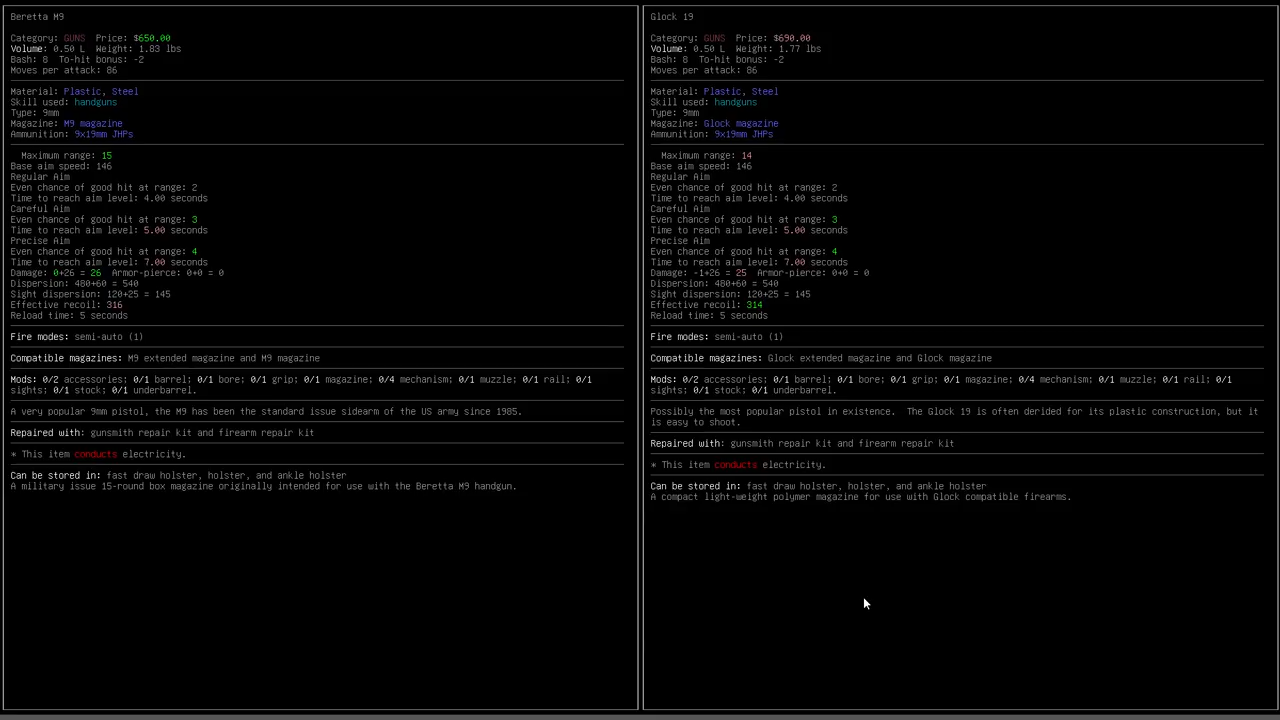 Beretta M9
Category: GUNS  Price: $650.00
Volume: 0.50 L  Weight: 1.83 lbs
Bash: 8  To-hit bonus: -2
Moves per attack: 86
Material: Plastic, Steel
Skill used: handguns
Type: 9mm
Magazine: M9 magazine
Ammunition: 9x19mm JHPs
Maximum range: 15
Base aim speed: 146
Regular Aim
Even chance of good hit at range: 2
Time to reach aim level: 4.00 seconds
Careful Aim
Even chance of good hit at range: 3
Time to reach aim level: 5.00 seconds
Precise Aim
Even chance of good hit at range: 4
Time to reach aim level: 7.00 seconds
Damage: 0+26 = 26  Armor-pierce: 0+0 = 0
Dispersion: 480+60 = 540
Sight dispersion: 120+25 = 145
Effective recoil: 316
Reload time: 5 seconds
Fire modes: semi-auto (1)
Compatible magazines: M9 extended magazine and M9 magazine
Mods: 0/2 accessories; 0/1 barrel; 0/1 bore; 0/1 grip; 0/1 magazine; 0/4 mechanism; 0/1 muzzle; 0/1 rail; 0/1
sights; 0/1 stock; 0/1 underbarrel.
A very popular 9mm pistol, the M9 has been the standard issue sidearm of the US army since 1985.
Repaired with: gunsmith repair kit and firearm repair kit
* This item conducts electricity.
Can be stored in: fast draw holster, holster, and ankle holster
A military issue 15-round box magazine originally intended for use with the Beretta M9 handgun.
Glock 19
Category: GUNS  Price: $690.00
Volume: 0.50 L  Weight: 1.77 lbs
Bash: 8  To-hit bonus: -2
Moves per attack: 86
Material: Plastic, Steel
Skill used: handguns
Type: 9mm
Magazine: Glock magazine
Ammunition: 9x19mm JHPs
Maximum range: 14
Base aim speed: 146
Regular Aim
Even chance of good hit at range: 2
Time to reach aim level: 4.00 seconds
Careful Aim
Even chance of good hit at range: 3
Time to reach aim level: 5.00 seconds
Precise Aim
Even chance of good hit at range: 4
Time to reach aim level: 7.00 seconds
Damage: -1+26 = 25  Armor-pierce: 0+0 = 0
Dispersion: 480+60 = 540
Sight dispersion: 120+25 = 145
Effective recoil: 314
Reload time: 5 seconds
Fire modes: semi-auto (1)
Compatible magazines: Glock extended magazine and Glock magazine
Mods: 0/2 accessories; 0/1 barrel; 0/1 bore; 0/1 grip; 0/1 magazine; 0/4 mechanism; 0/1 muzzle; 0/1 rail; 0/1
sights; 0/1 stock; 0/1 underbarrel.
Possibly the most popular pistol in existence.  The Glock 19 is often derided for its plastic construction, but it
is easy to shoot.
Repaired with: gunsmith repair kit and firearm repair kit
* This item conducts electricity.
Can be stored in: fast draw holster, holster, and ankle holster
A compact light-weight polymer magazine for use with Glock compatible firearms.